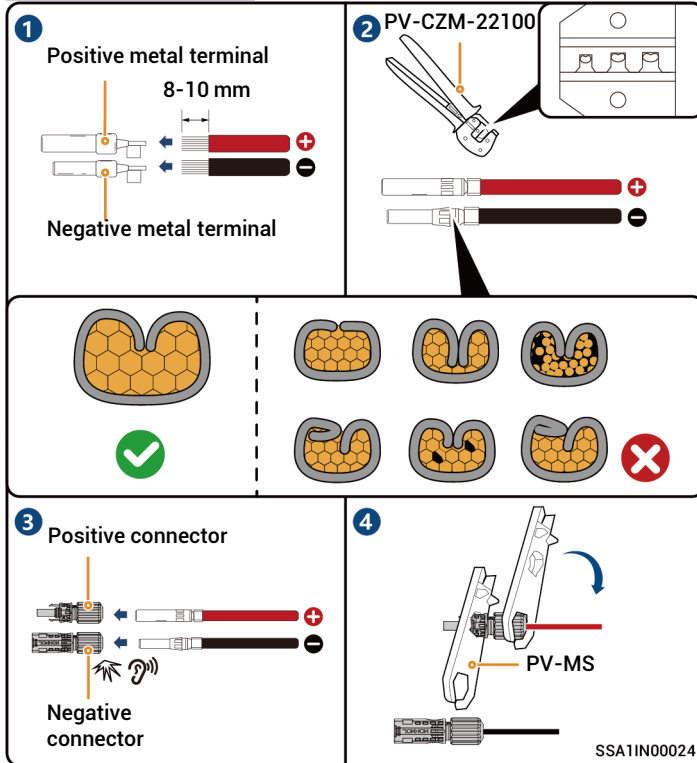 1
Positive metal terminal
8-10 mm
+
−
Negative metal terminal
2
PV-CZM-22100
+
−
3
Positive connector
+
−
Negative
connector
4
PV-MS
SSA1IN00024